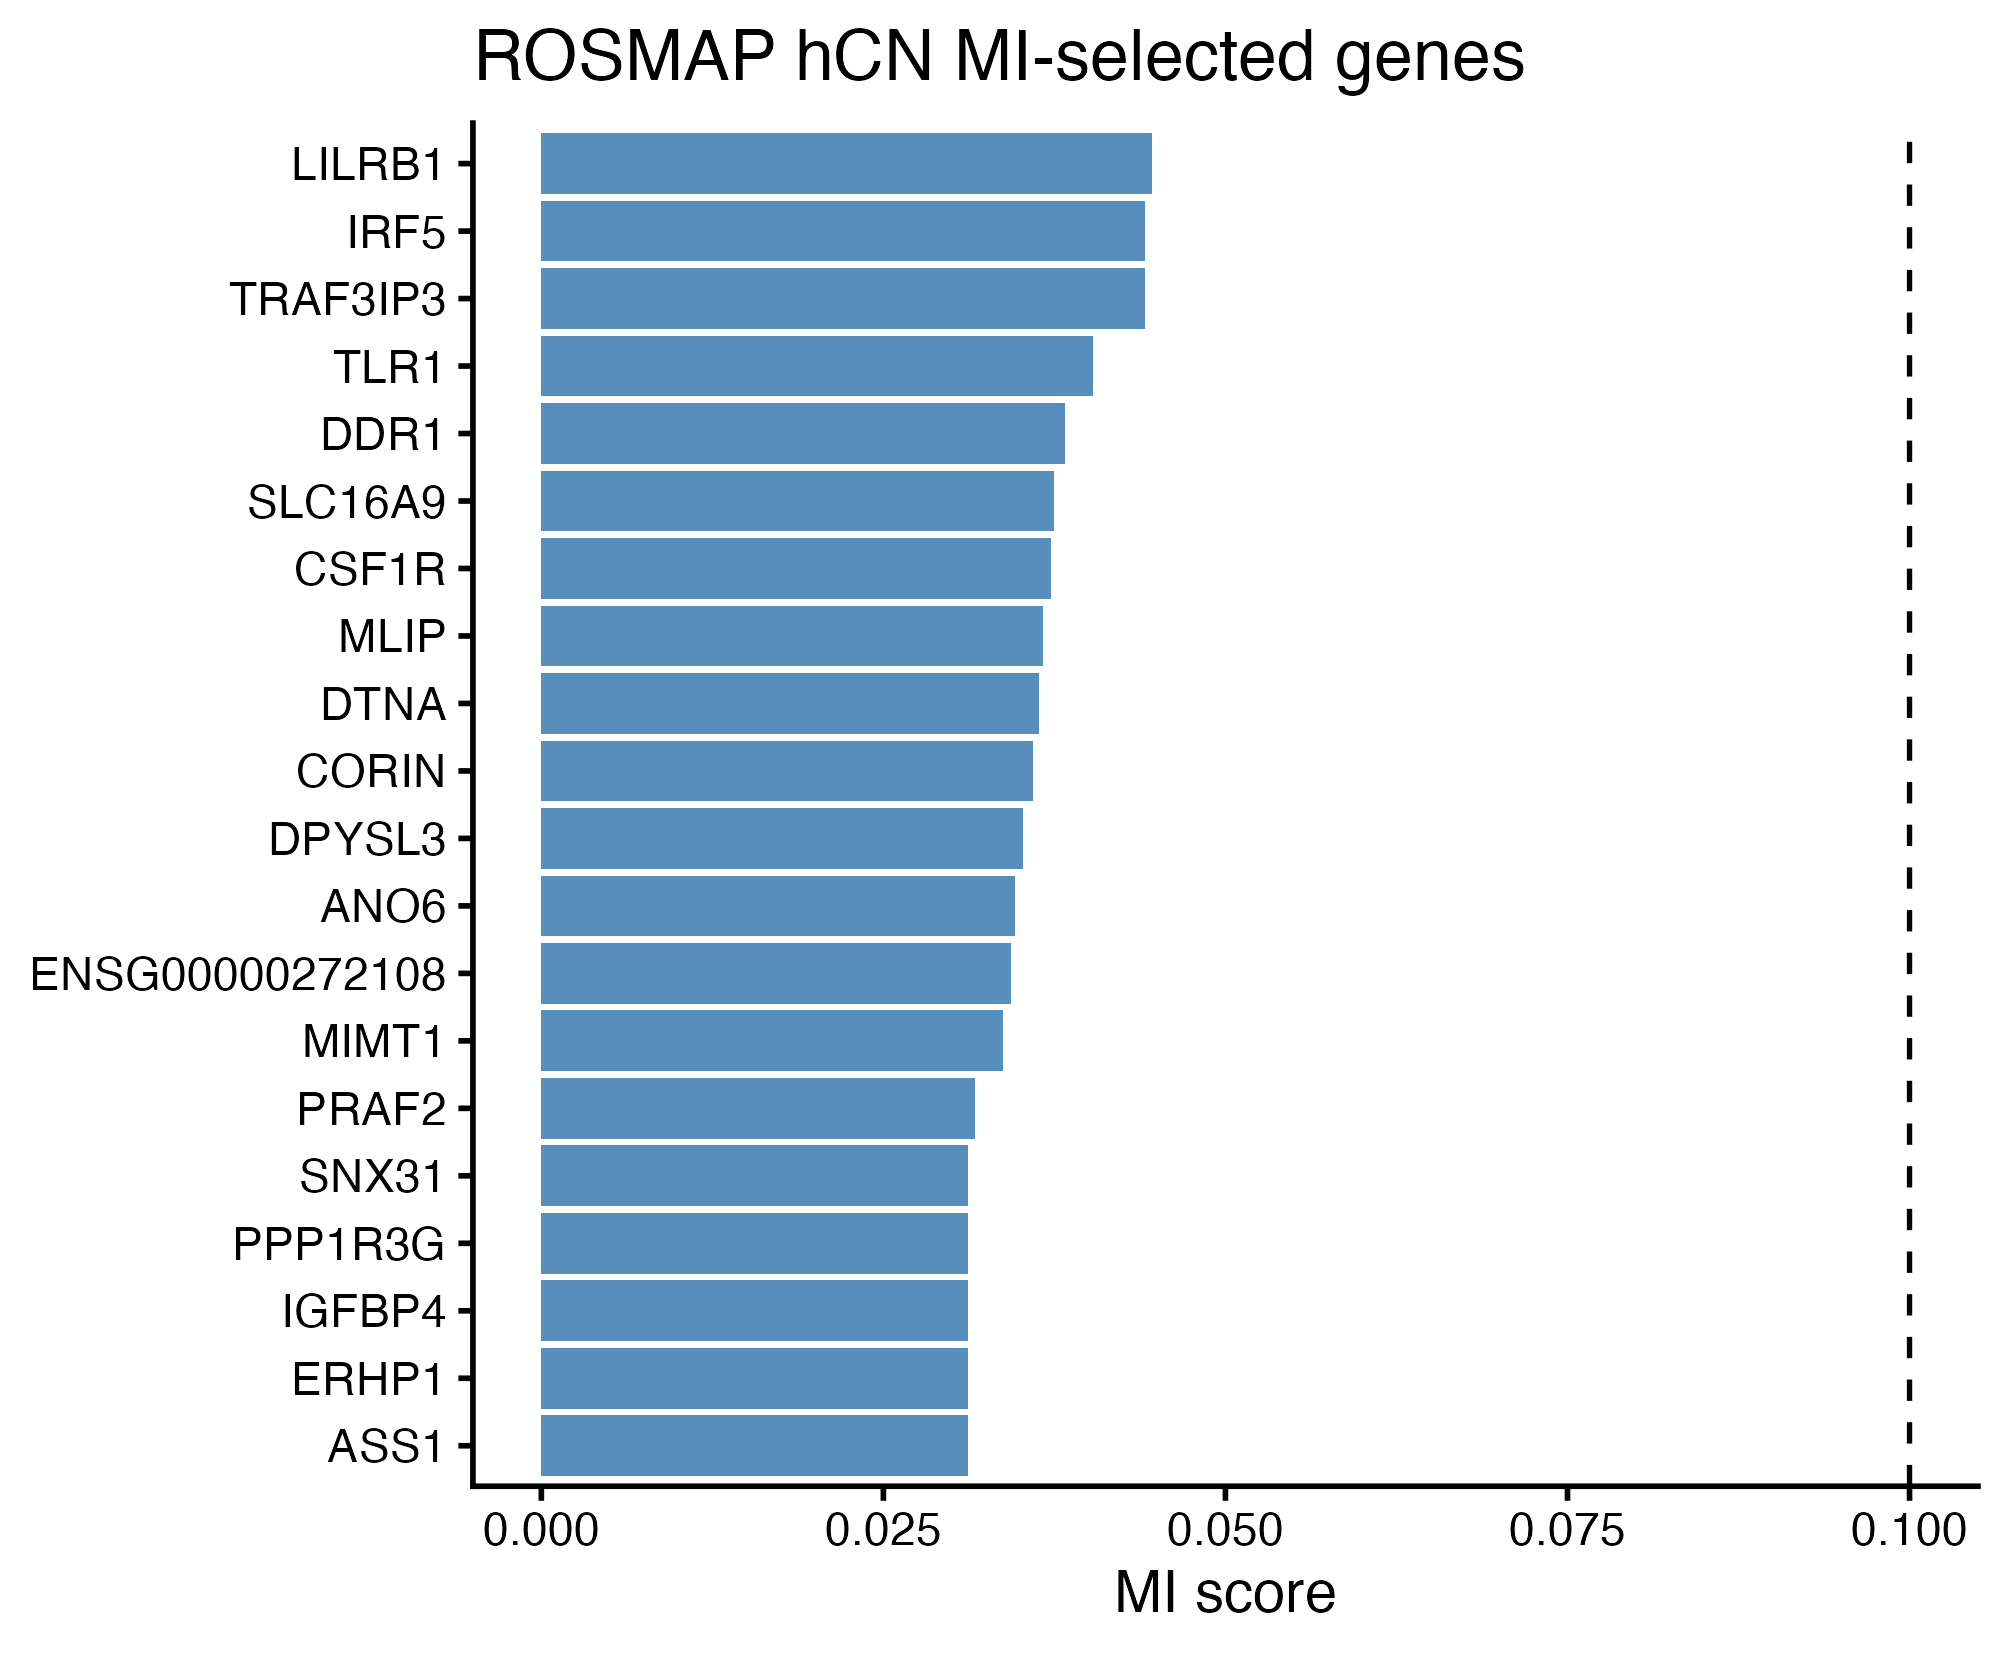 ROSMAP hCN MI-selected genes
LILRB1
IRF5
TRAF3IP3
TLR1
DDR1
SLC16A9
CSF1R
MLIP
DTNA
CORIN
DPYSL3
ANO6
ENSG00000272108
MIMT1
PRAF2
SNX31
PPP1R3G
IGFBP4
ERHP1
ASS1
0.000 0.025 0.050 0.075 0.100
MI score